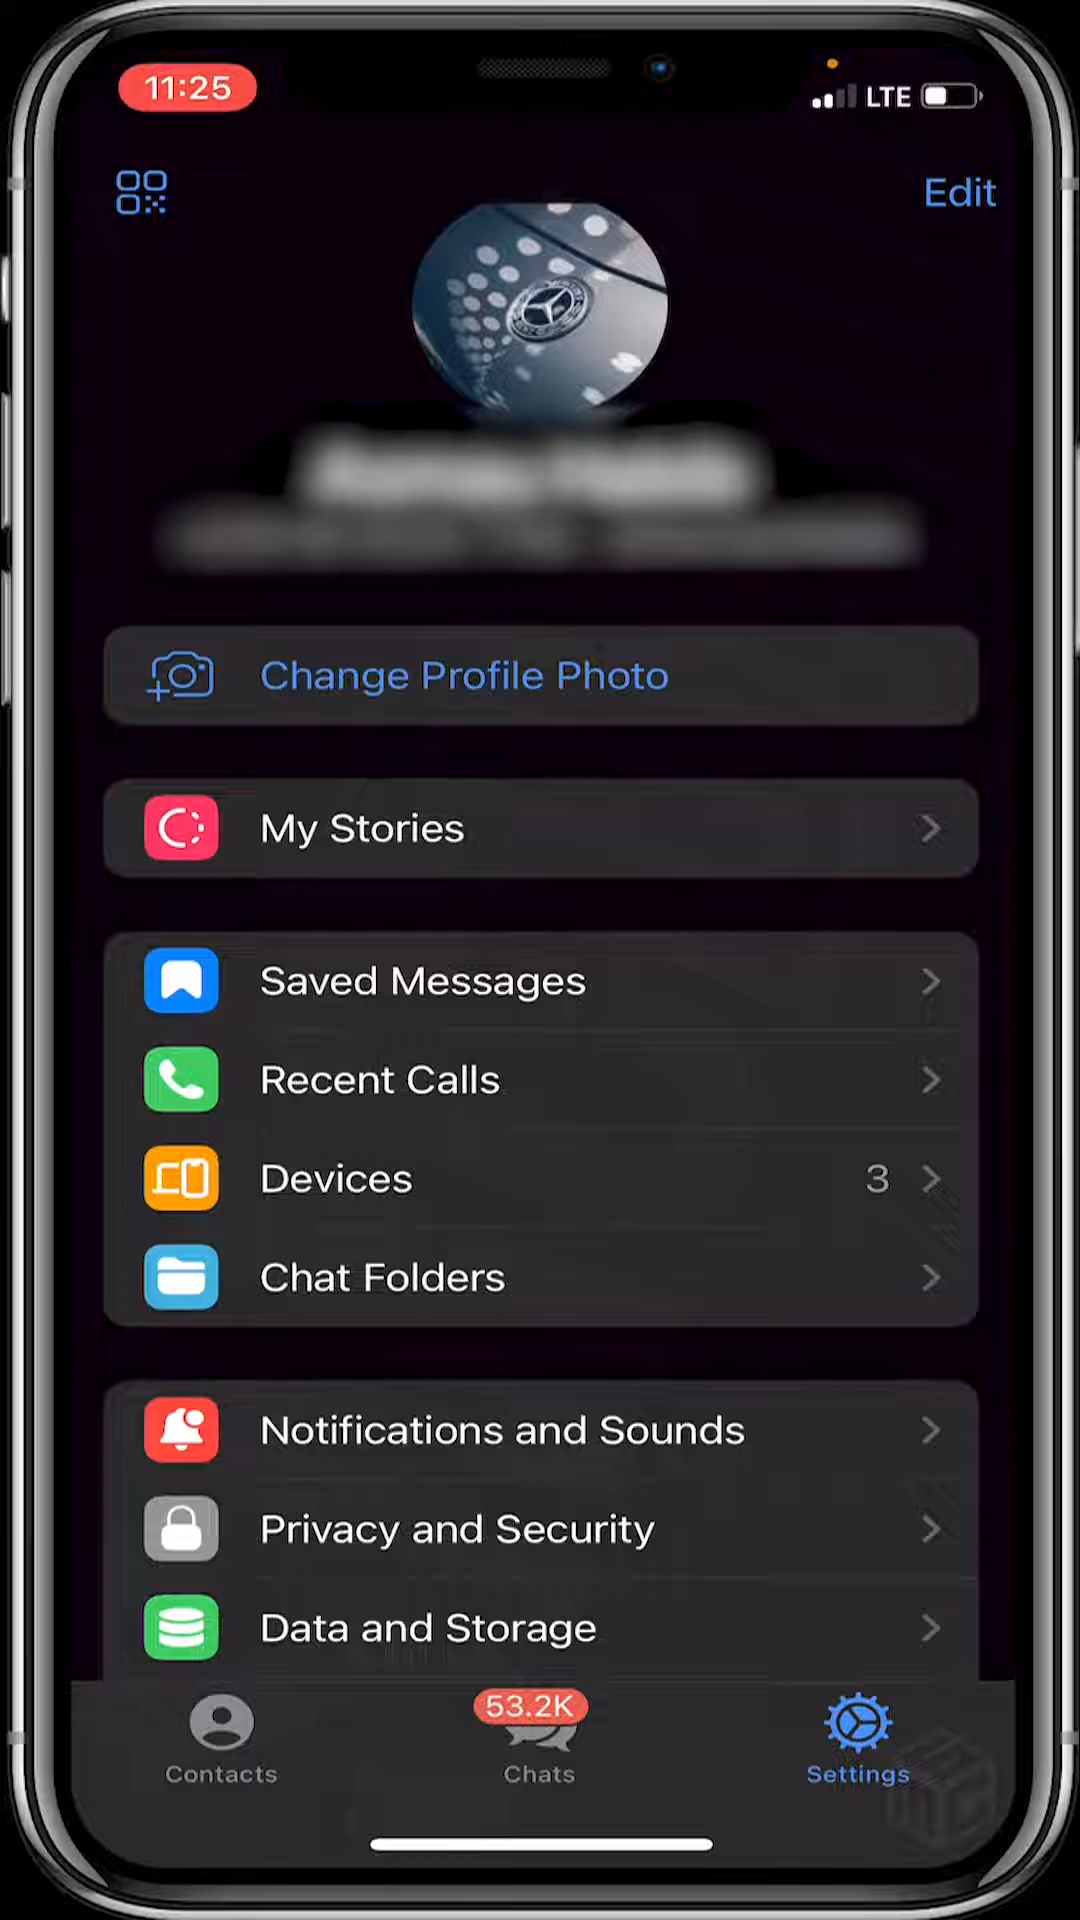 11:25
LTE
Edit
Change Profile Photo
My Stories
Saved Messages
Recent Calls
Devices 3
Chat Folders
Notifications and Sounds
Privacy and Security
Data and Storage
53.2K
Contacts
Chats
Settings